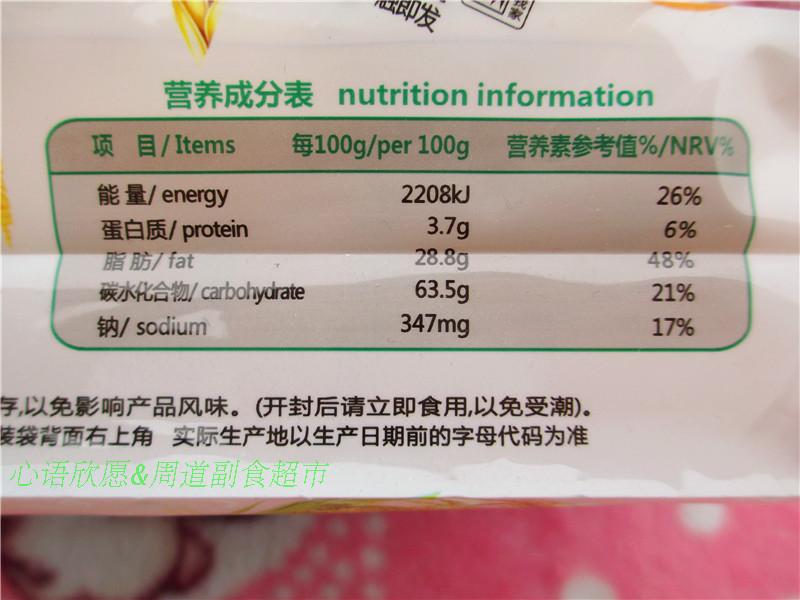 即发
我家
营养成分表 nutrition information
项 目/Items 每100g/per 100g 营养素参考值%/NRV%
能 量/ energy 2208kJ 26%
蛋白质/ protein 3.7g 6%
脂 肪/ fat 28.8g 48%
碳水化合物/ carbohydrate 63.5g 21%
钠/ sodium 347mg 17%
存,以免影响产品风味。(开封后请立即食用,以免受潮)。
装袋背面右上角 实际生产地以生产日期前的字母代码为准
心语欣愿&周道副食超市